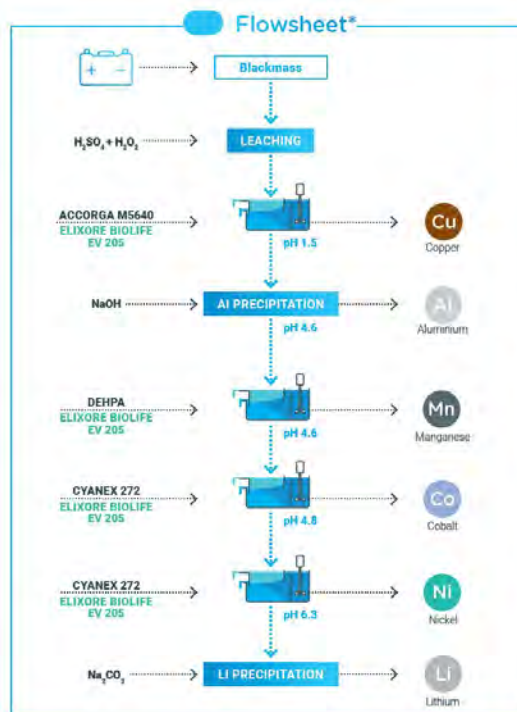 Flowsheet*
Blackmass
H₂SO₄ + H₂O₂
LEACHING
ACCORGA M5640
ELIXORE BIOLIFE
EV 205
pH 1.5
Cu
Copper
NaOH
Al PRECIPITATION
pH 4.6
Al
Aluminium
DEHPA
ELIXORE BIOLIFE
EV 205
pH 4.6
Mn
Manganese
CYANEX 272
ELIXORE BIOLIFE
EV 205
pH 4.8
Co
Cobalt
CYANEX 272
ELIXORE BIOLIFE
EV 205
pH 6.3
Ni
Nickel
Na₂CO₃
LI PRECIPITATION
Li
Lithium